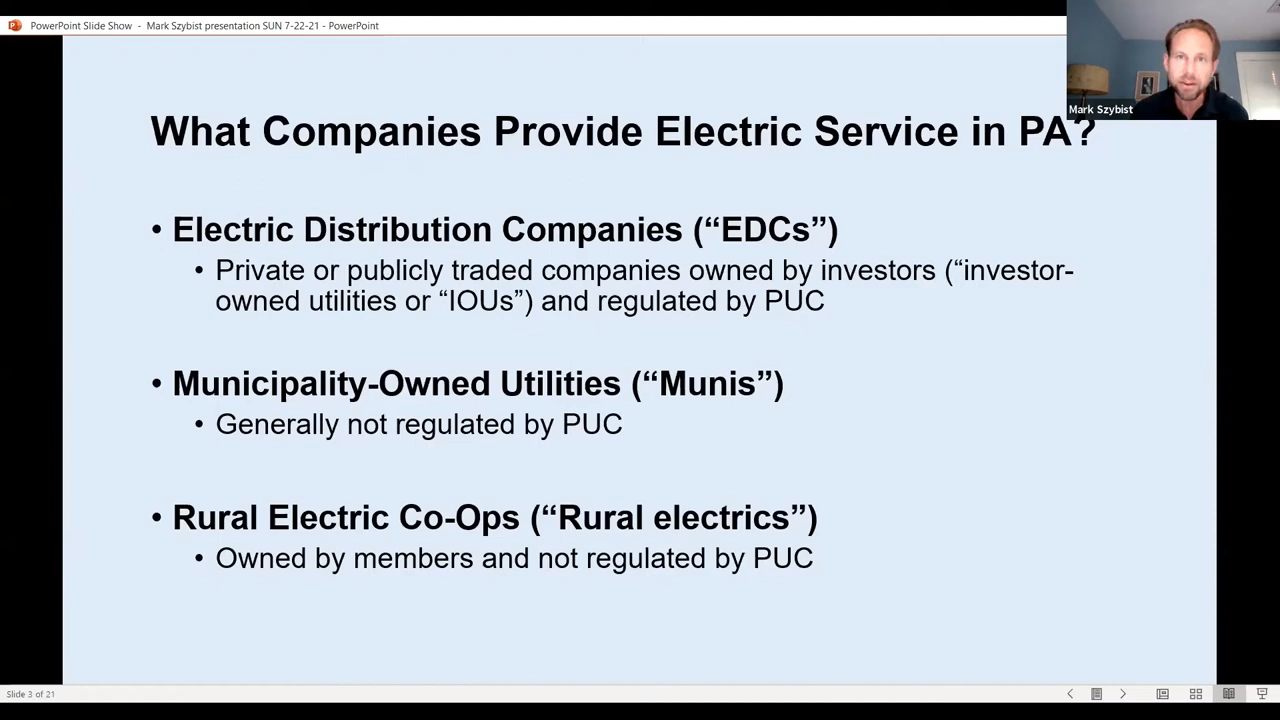 PowerPoint Slide Show - Mark Szybist presentation SUN 7-22-21 - PowerPoint
Mark Szybist
What Companies Provide Electric Service in PA?
• Electric Distribution Companies (“EDCs”)
• Private or publicly traded companies owned by investors (“investor-
owned utilities or “IOUs”) and regulated by PUC
• Municipality-Owned Utilities (“Munis”)
• Generally not regulated by PUC
• Rural Electric Co-Ops (“Rural electrics”)
• Owned by members and not regulated by PUC
Slide 3 of 21